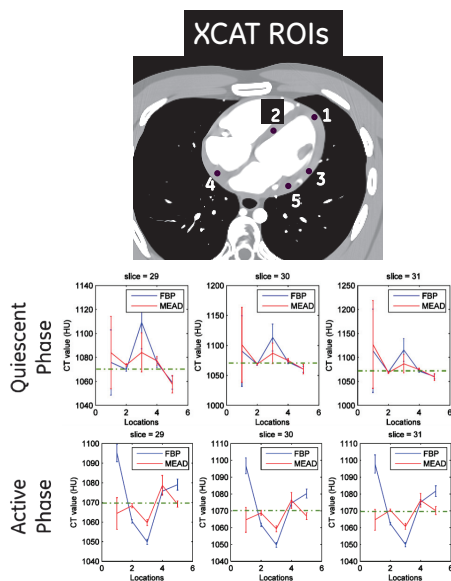 XCAT ROIs
1
2
3
4
5
Quiescent Phase
slice = 29
1140
1120
1100
1080
1060
1040
CT value (HU)
FBP
MEAD
0 2 4 6
Locations
slice = 30
1250
1200
1150
1100
1050
1000
CT value (HU)
FBP
MEAD
0 2 4 6
Locations
slice = 31
1250
1200
1150
1100
1050
1000
CT value (HU)
FBP
MEAD
0 2 4 6
Locations
Active Phase
slice = 29
1100
1090
1080
1070
1060
1050
1040
CT value (HU)
FBP
MEAD
0 2 4 6
Locations
slice = 30
1110
1100
1090
1080
1070
1060
1050
1040
CT value (HU)
FBP
MEAD
0 2 4 6
Locations
slice = 31
1110
1100
1090
1080
1070
1060
1050
1040
CT value (HU)
FBP
MEAD
0 2 4 6
Locations